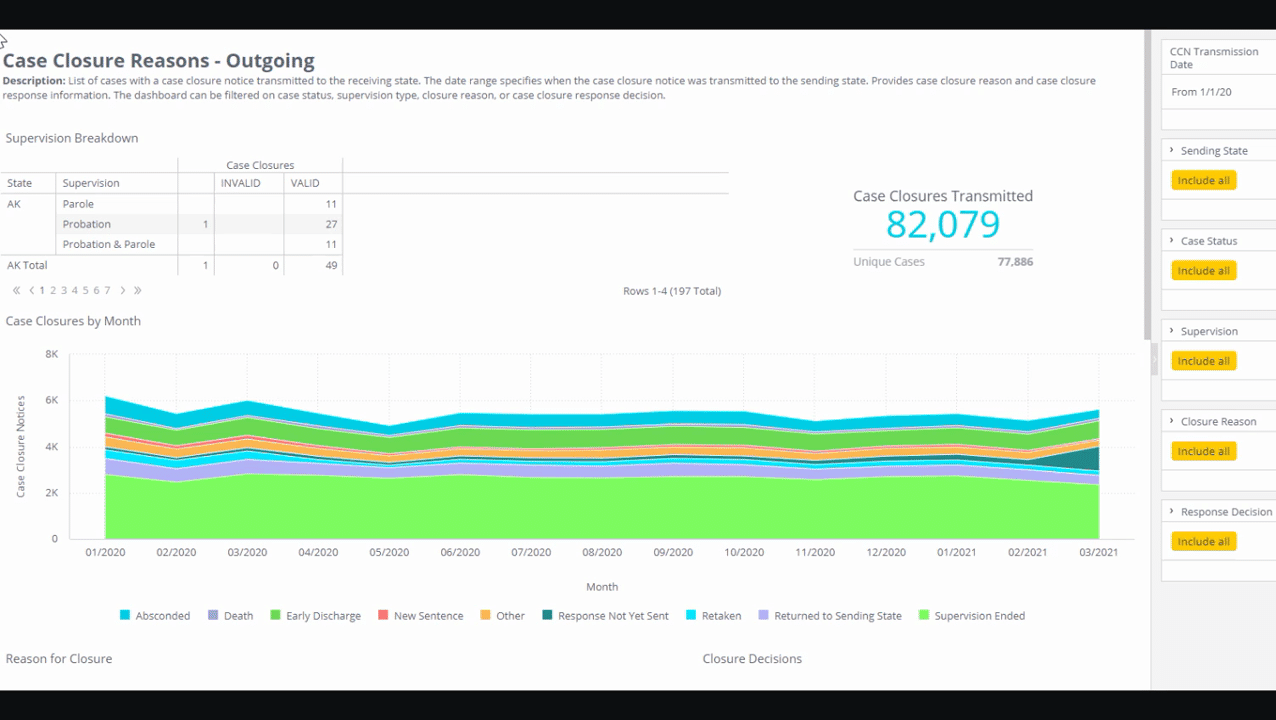 Case Closure Reasons - Outgoing
Description: List of cases with a case closure notice transmitted to the receiving state. The date range specifies when the case closure notice was transmitted to the sending state. Provides case closure reason and case closure
response information. The dashboard can be filtered on case status, supervision type, closure reason, or case closure response decision.
Supervision Breakdown
Case Closures
State Supervision INVALID VALID
AK Parole 11
Probation 1 27
Probation & Parole 11
AK Total 1 0 49
« ‹ 1 2 3 4 5 6 7 › »
Rows 1-4 (197 Total)
Case Closures Transmitted
82,079
Unique Cases 77,886
Case Closures by Month
Case Closure Notices
8K
6K
4K
2K
0
01/2020 02/2020 03/2020 04/2020 05/2020 06/2020 07/2020 08/2020 09/2020 10/2020 11/2020 12/2020 01/2021 02/2021 03/2021
Month
Absconded Death Early Discharge New Sentence Other Response Not Yet Sent Retaken Returned to Sending State Supervision Ended
Reason for Closure
Closure Decisions
CCN Transmission
Date
From 1/1/20
› Sending State
Include all
› Case Status
Include all
› Supervision
Include all
› Closure Reason
Include all
› Response Decision
Include all